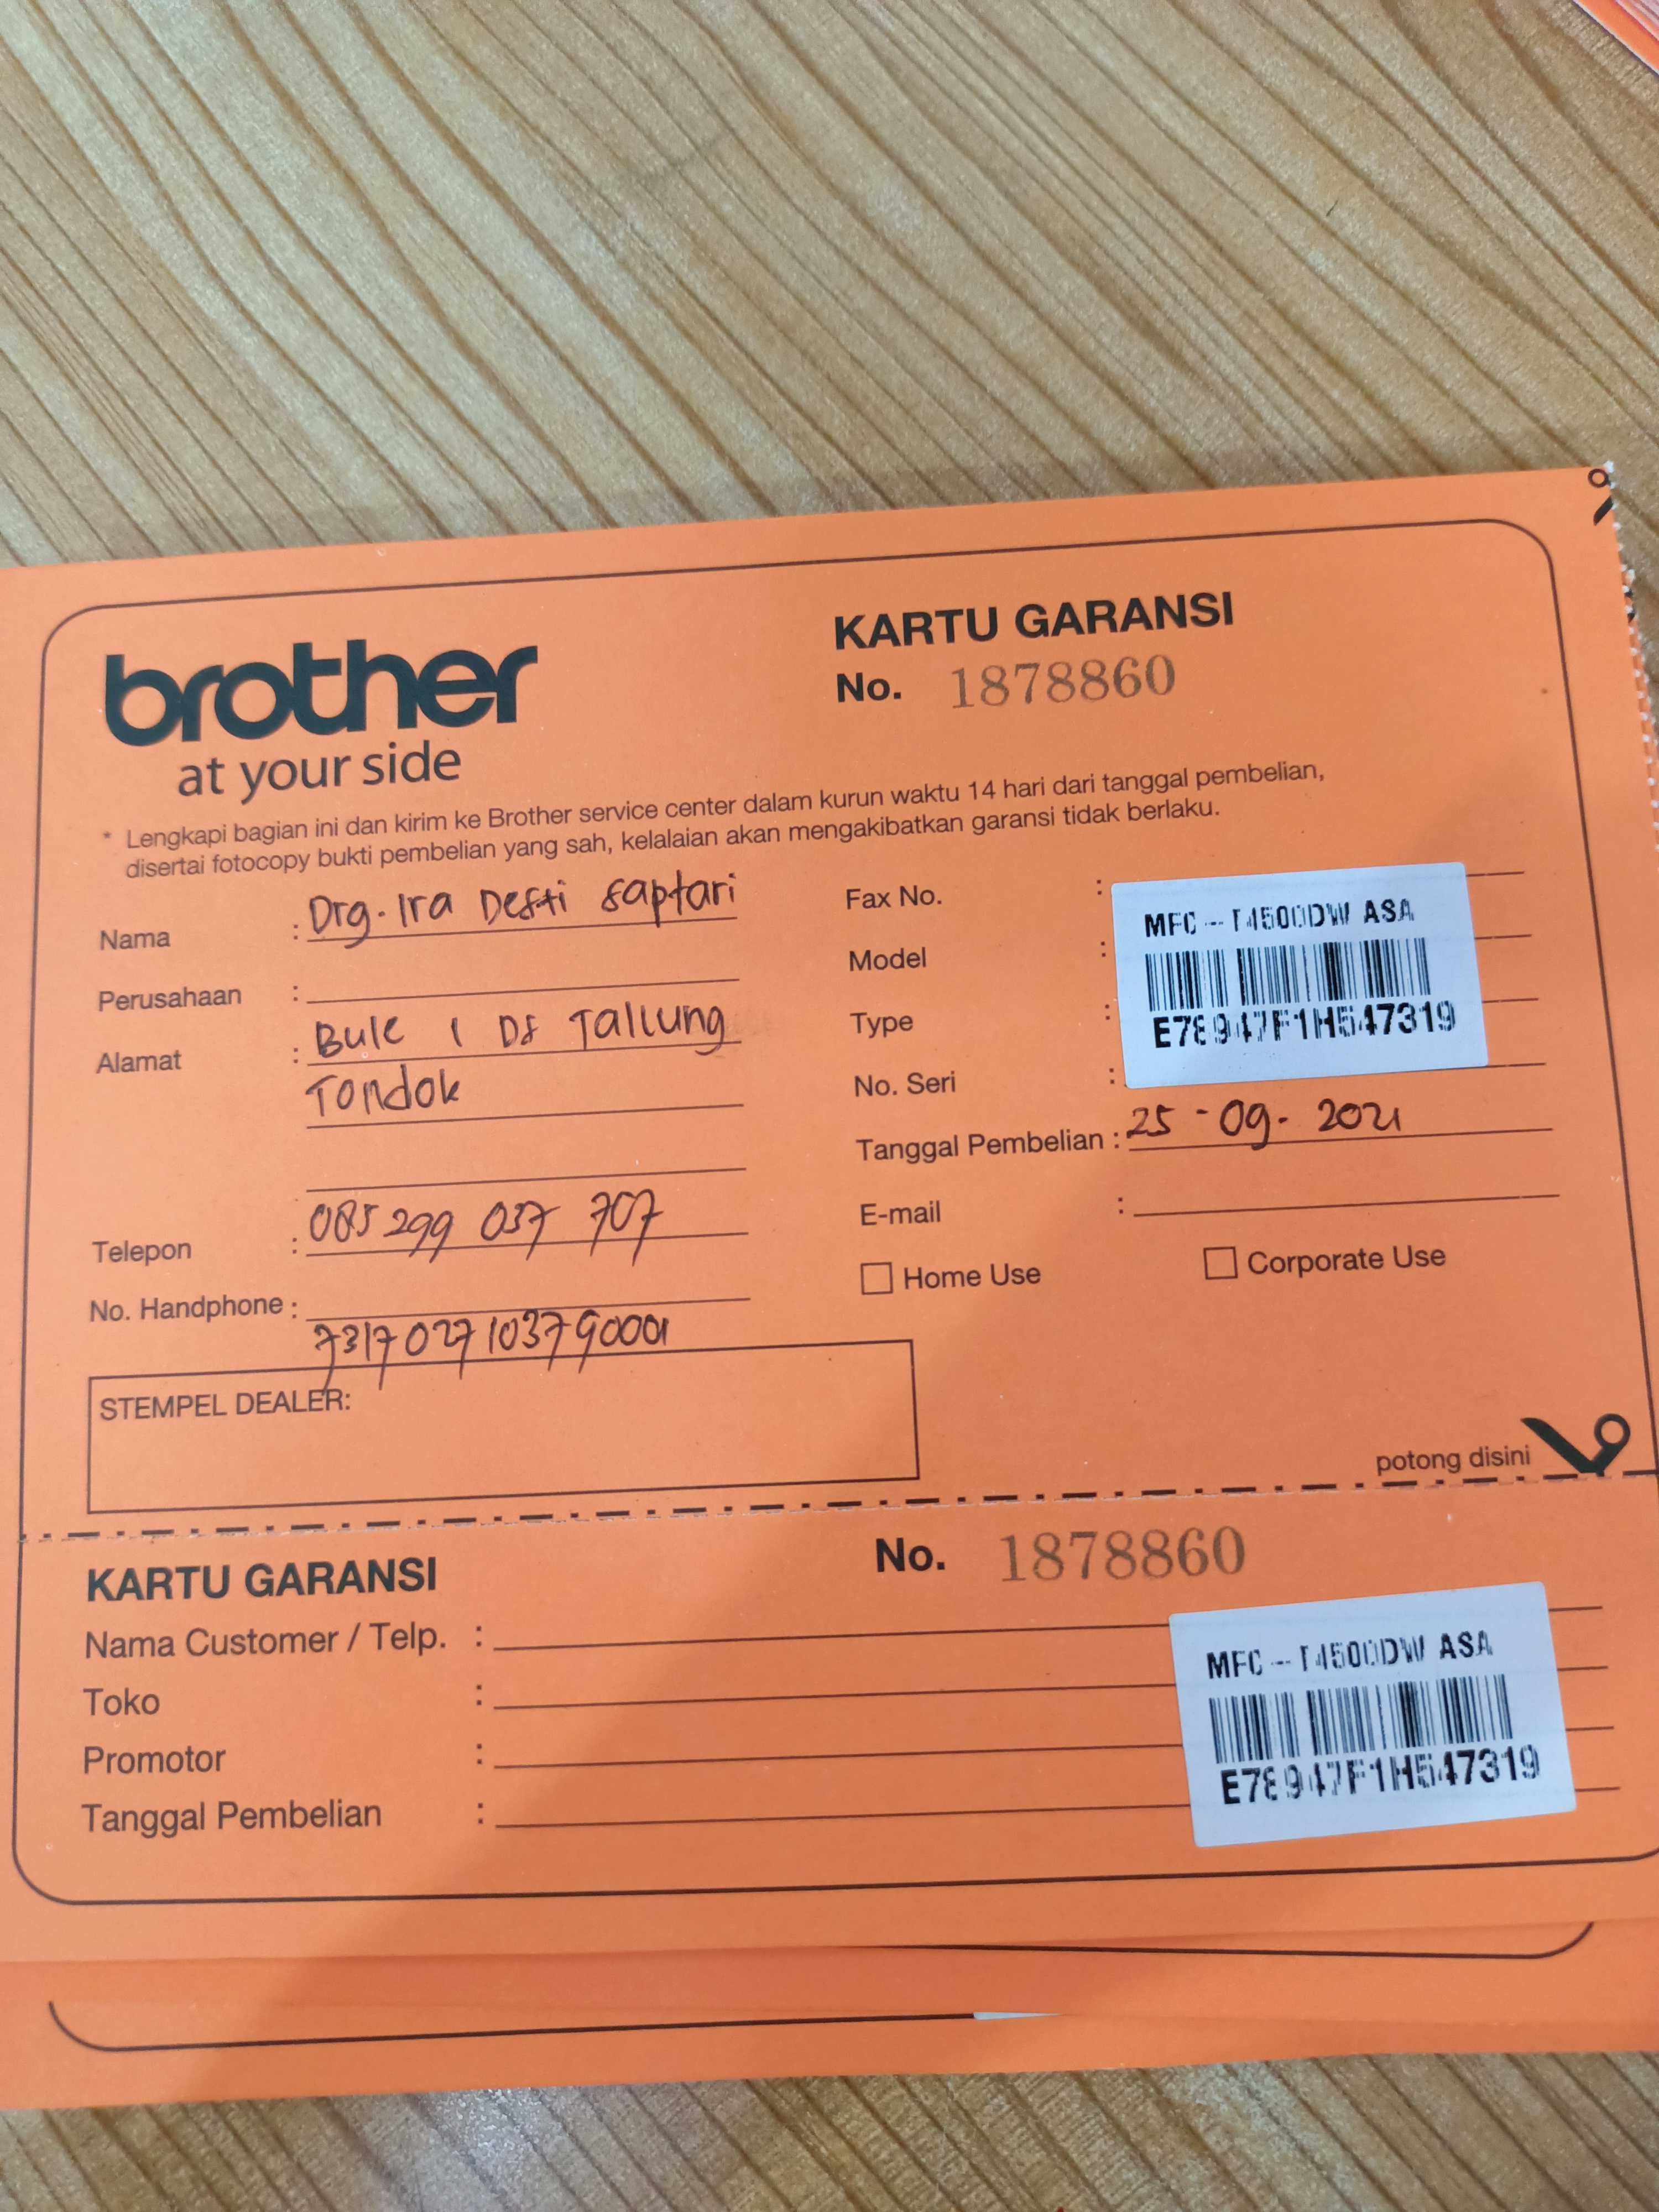 brother
at your side
KARTU GARANSI
No. 1878860
* Lengkapi bagian ini dan kirim ke Brother service center dalam kurun waktu 14 hari dari tanggal pembelian,
disertai fotocopy bukti pembelian yang sah, kelalaian akan mengakibatkan garansi tidak berlaku.
Nama : Drg. Ira Desti Saptari
Perusahaan :
Alamat : Bule 1 Ds Tallung
Tondok
Telepon : 085 299 037 707
No. Handphone :
7317027103790001
STEMPEL DEALER:
Fax No. :
Model :
Type :
No. Seri :
MFC-T4500DW ASA
E78947F1H547319
Tanggal Pembelian : 25-09-2021
E-mail :
Home Use
Corporate Use
potong disini
KARTU GARANSI
No. 1878860
Nama Customer / Telp. :
Toko :
Promotor :
Tanggal Pembelian :
MFC-T4500DW ASA
E78947F1H547319